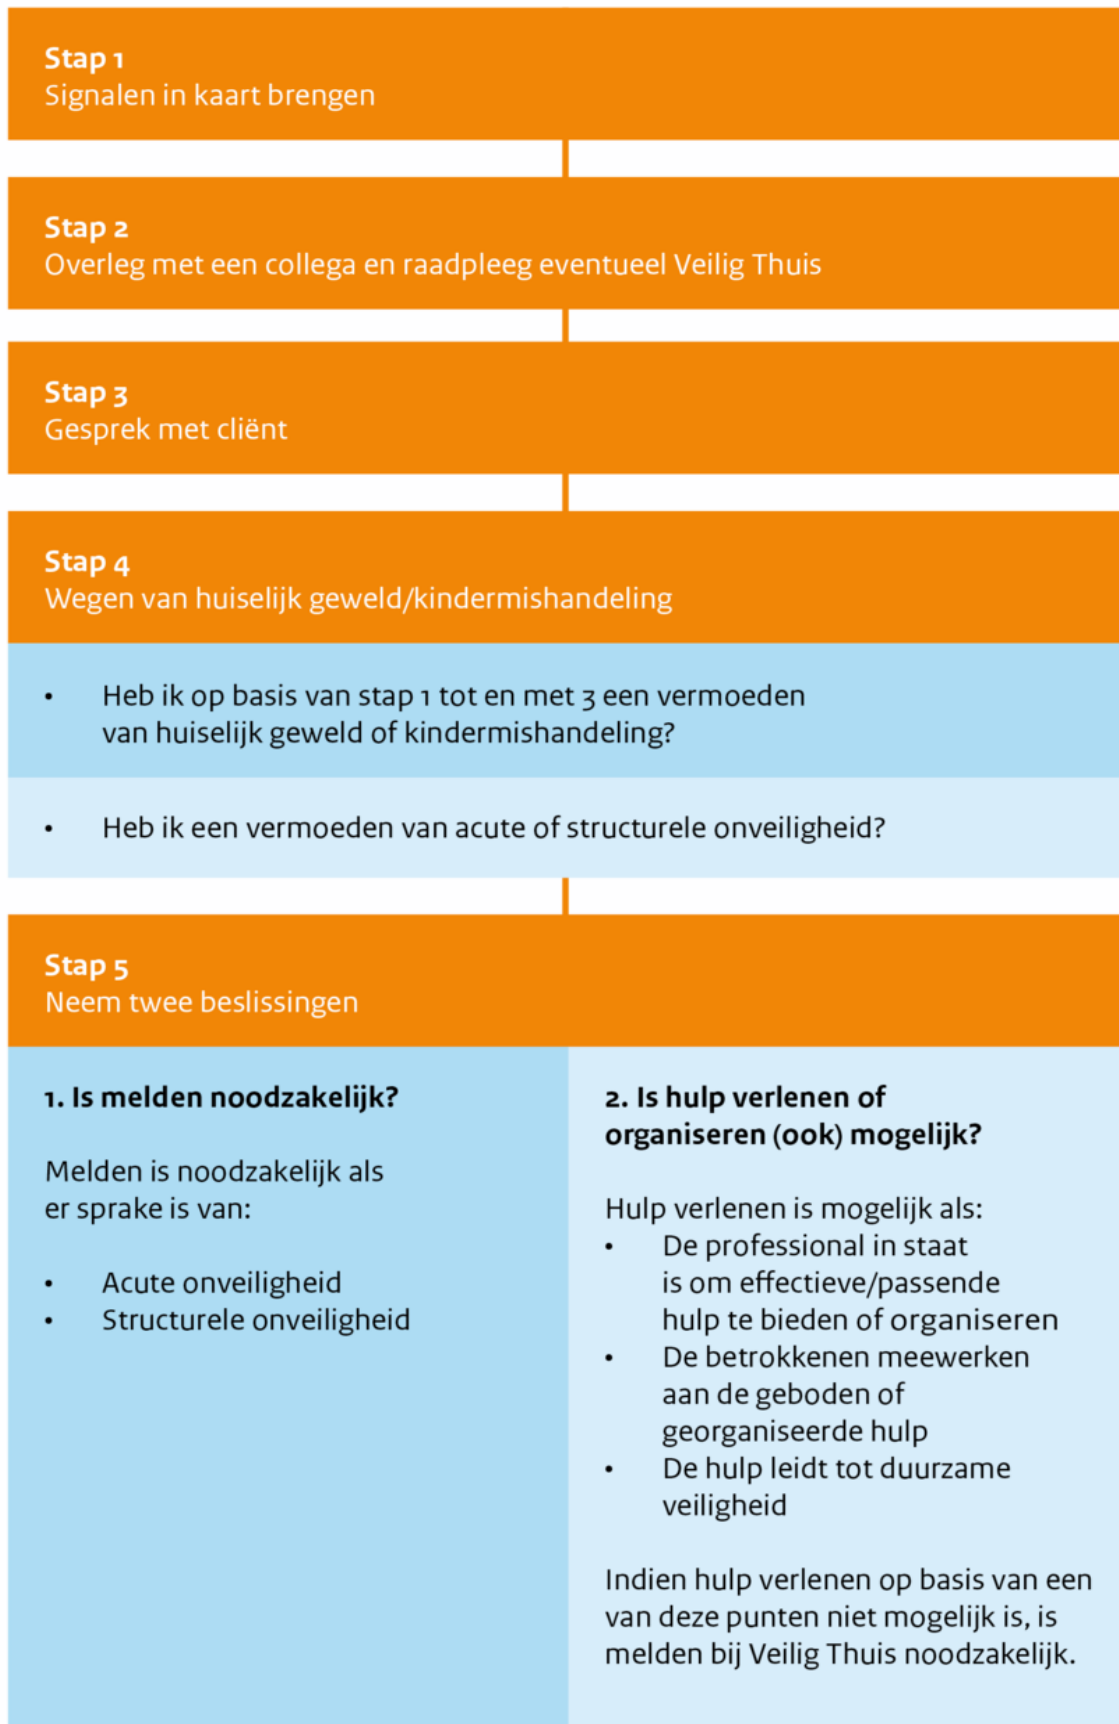 Stap 1
Signalen in kaart brengen
Stap 2
Overleg met een collega en raadpleeg eventueel Veilig Thuis
Stap 3
Gesprek met cliënt
Stap 4
Wegen van huiselijk geweld/kindermishandeling
• Heb ik op basis van stap 1 tot en met 3 een vermoeden
van huiselijk geweld of kindermishandeling?
• Heb ik een vermoeden van acute of structurele onveiligheid?
Stap 5
Neem twee beslissingen
1. Is melden noodzakelijk?
Melden is noodzakelijk als
er sprake is van:
• Acute onveiligheid
• Structurele onveiligheid
2. Is hulp verlenen of
organiseren (ook) mogelijk?
Hulp verlenen is mogelijk als:
• De professional in staat
is om effectieve/passende
hulp te bieden of organiseren
• De betrokkenen meewerken
aan de geboden of
georganiseerde hulp
• De hulp leidt tot duurzame
veiligheid
Indien hulp verlenen op basis van een
van deze punten niet mogelijk is, is
melden bij Veilig Thuis noodzakelijk.